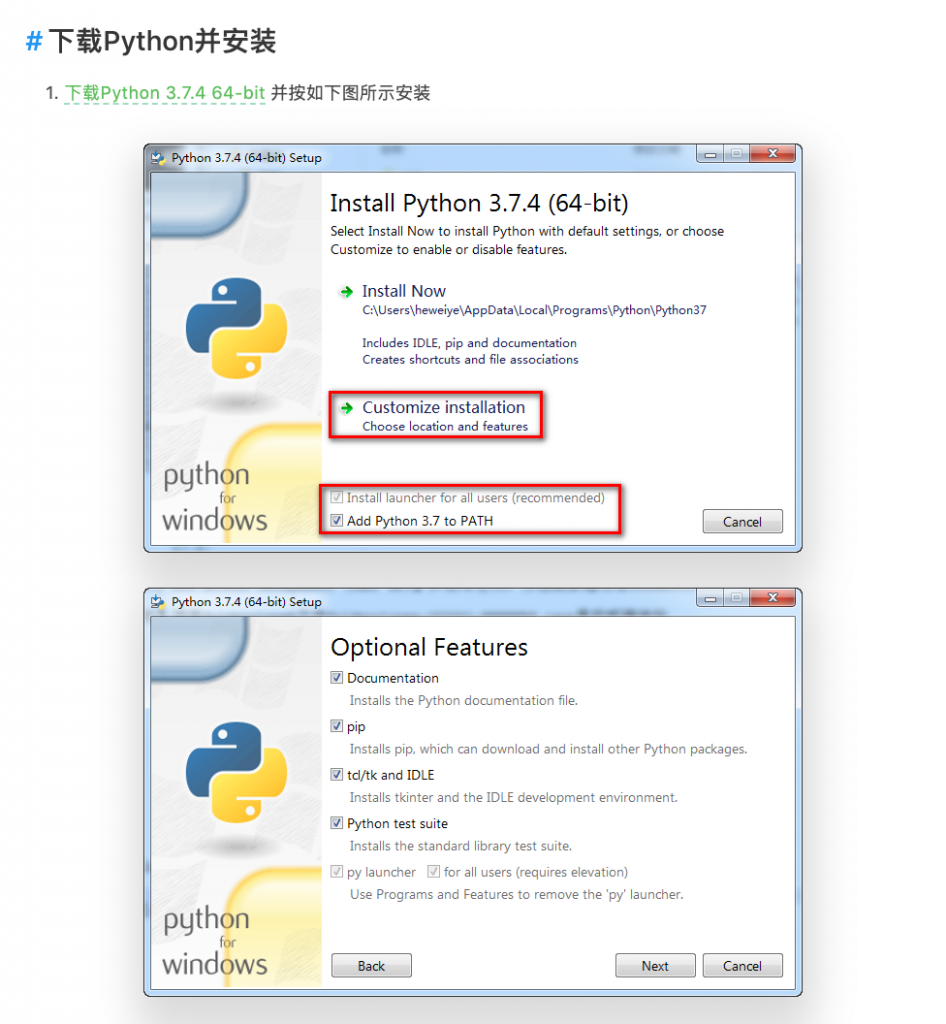 # 下载Python并安装
1. 下载Python 3.7.4 64-bit 并按如下图所示安装
Python 3.7.4 (64-bit) Setup
Install Python 3.7.4 (64-bit)
Select Install Now to install Python with default settings, or choose
Customize to enable or disable features.
Install Now
C:\Users\heweiye\AppData\Local\Programs\Python\Python37
Includes IDLE, pip and documentation
Creates shortcuts and file associations
Customize installation
Choose location and features
python
for
windows
Install launcher for all users (recommended)
Add Python 3.7 to PATH
Cancel
Python 3.7.4 (64-bit) Setup
Optional Features
Documentation
Installs the Python documentation file.
pip
Installs pip, which can download and install other Python packages.
tcl/tk and IDLE
Installs tkinter and the IDLE development environment.
Python test suite
Installs the standard library test suite.
py launcher for all users (requires elevation)
Use Programs and Features to remove the 'py' launcher.
python
for
windows
Back
Next
Cancel